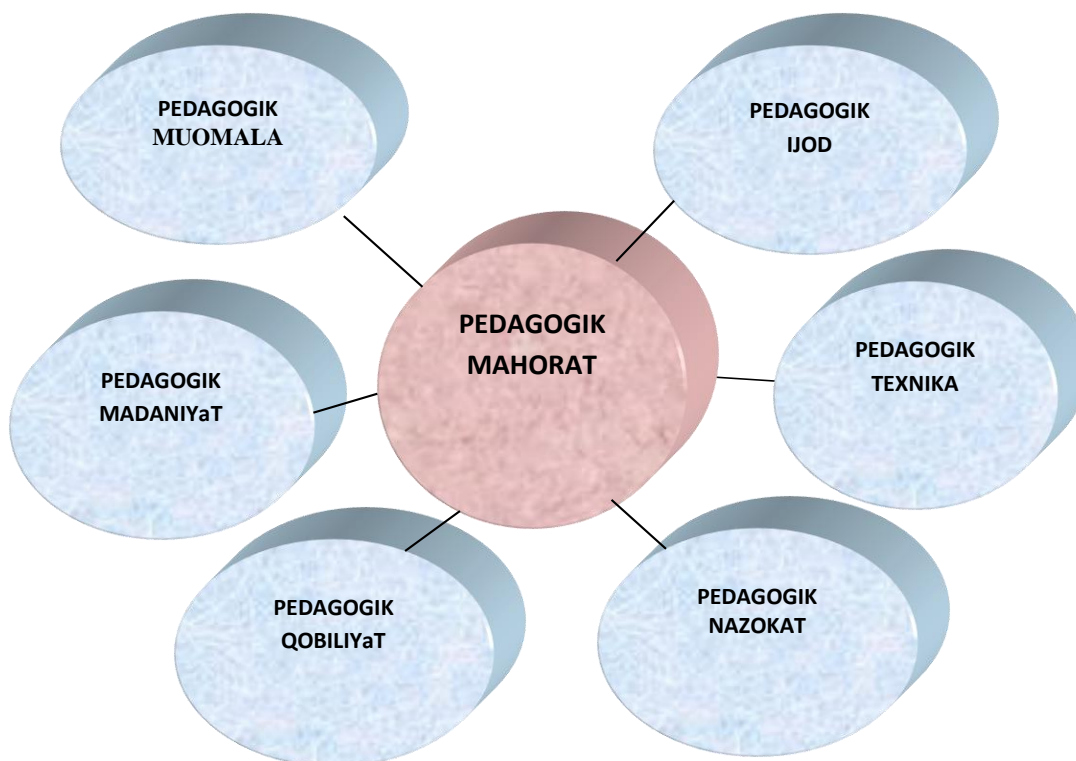 PEDAGOGIK
MUOMALA
PEDAGOGIK
IJOD
PEDAGOGIK
MAHORAT
PEDAGOGIK
TEXNIKA
PEDAGOGIK
MADANIYaT
PEDAGOGIK
QOBILIYaT
PEDAGOGIK
NAZOKAT